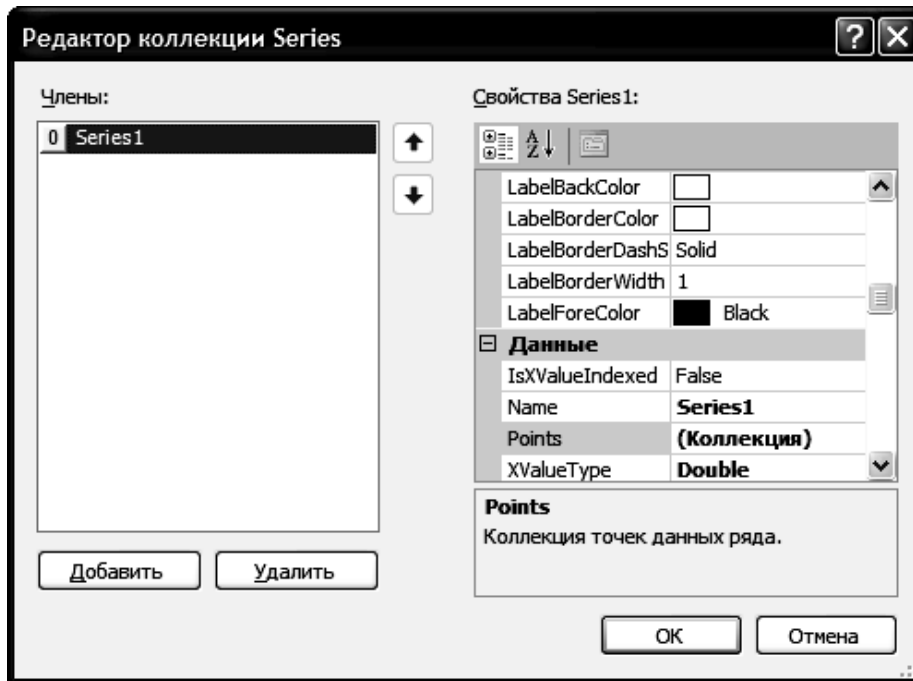 Редактор коллекции Series
Члены:
0 Series1
Добавить
Удалить
Свойства Series1:
LabelBackColor
LabelBorderColor
LabelBorderDashS Solid
LabelBorderWidth 1
LabelForeColor Black
Данные
IsXValueIndexed False
Name Series1
Points (Коллекция)
XValueType Double
Points
Коллекция точек данных ряда.
ОК
Отмена